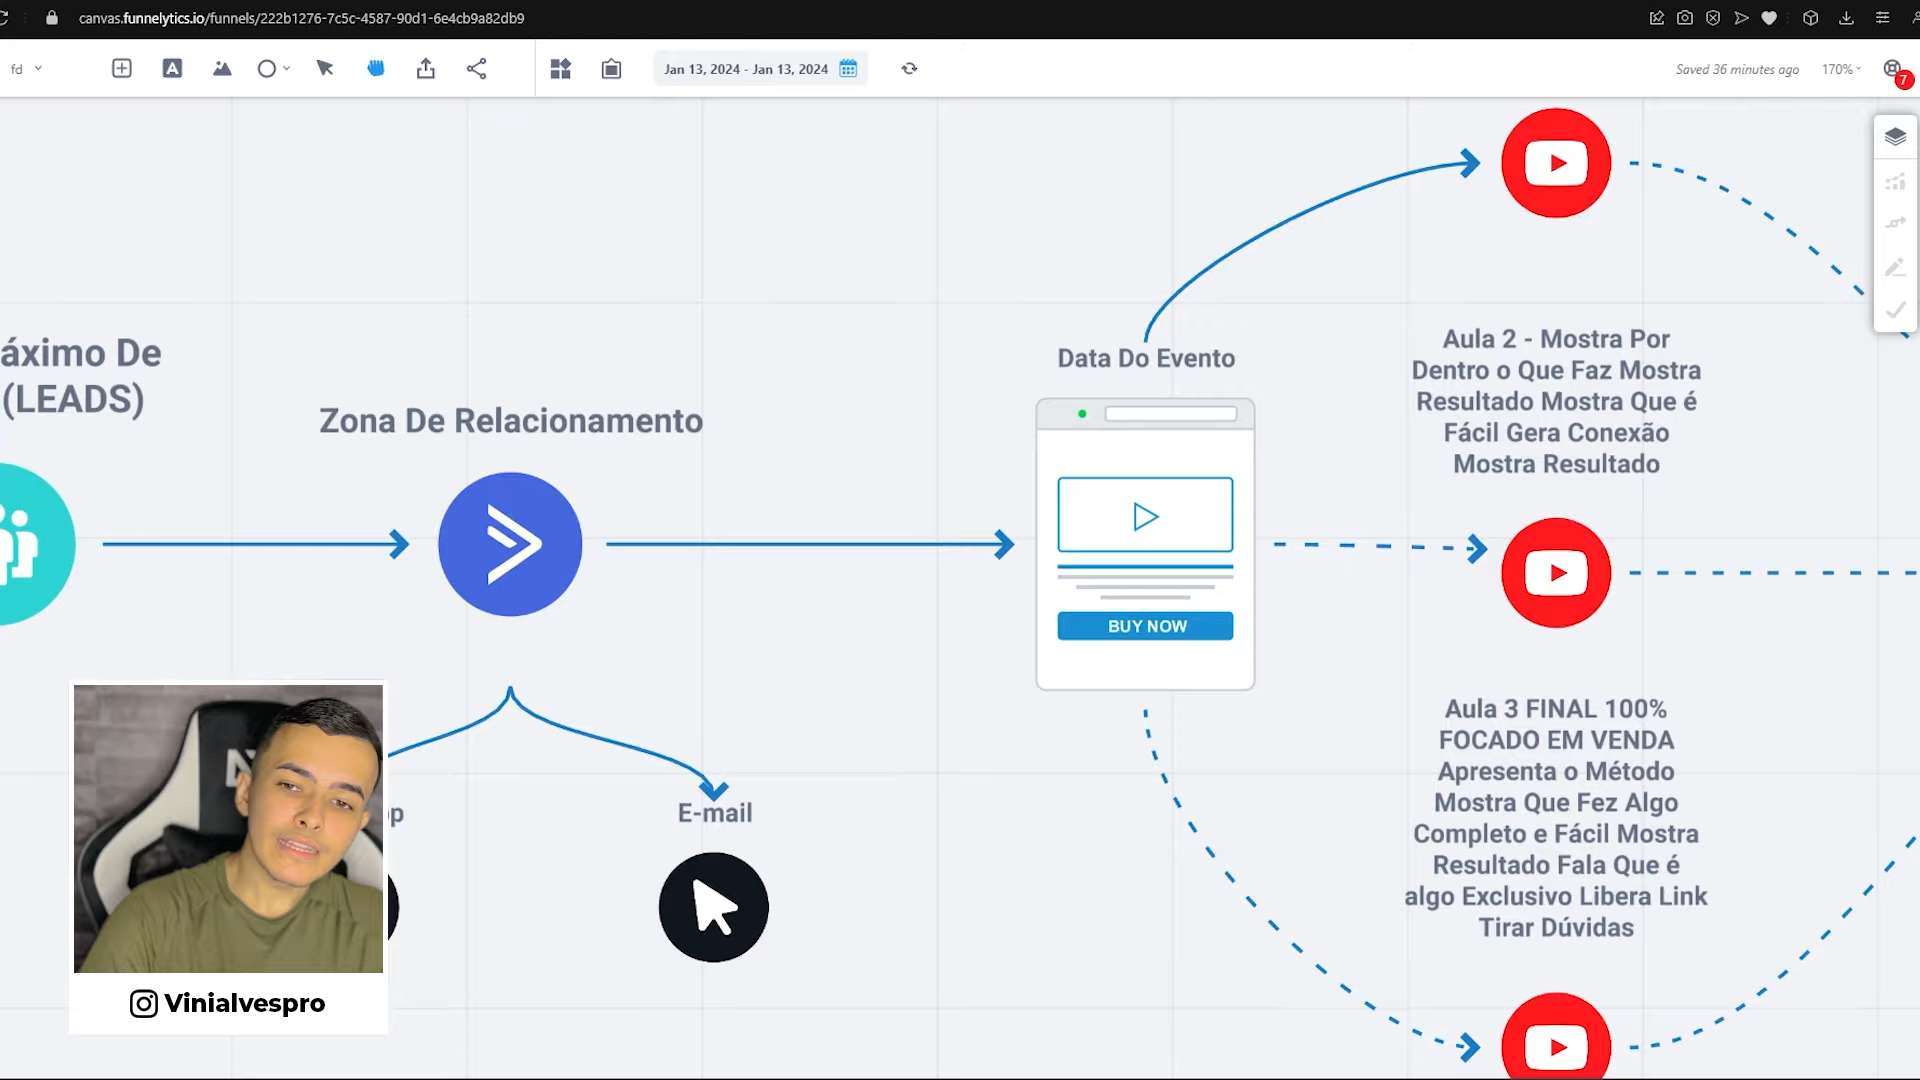 canvas.funnelytics.io/funnels/222b1276-7c5c-4587-90d1-6e4cb9a82db9
fd
A
Jan 13, 2024 - Jan 13, 2024
Saved 36 minutes ago
170%
7
áximo De
(LEADS)
Zona De Relacionamento
Data Do Evento
BUY NOW
Aula 2 - Mostra Por
Dentro o Que Faz Mostra
Resultado Mostra Que é
Fácil Gera Conexão
Mostra Resultado
Aula 3 FINAL 100%
FOCADO EM VENDA
Apresenta o Método
Mostra Que Fez Algo
Completo e Fácil Mostra
Resultado Fala Que é
algo Exclusivo Libera Link
Tirar Dúvidas
p
E-mail
Vinialvespro